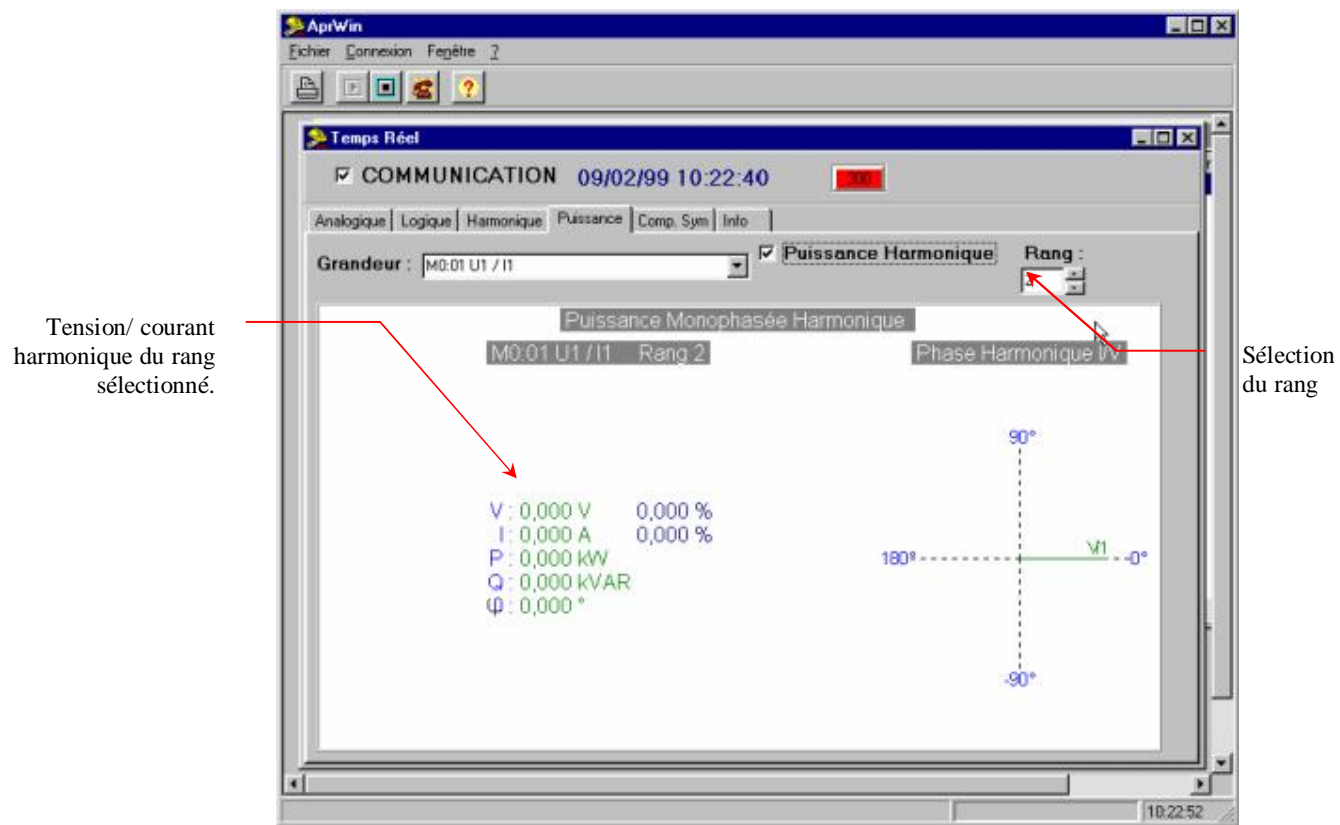 AprWin
Fichier Connexion Fenêtre ?
Temps Réel
COMMUNICATION 09/02/99 10:22:40 300
Analogique Logique Harmonique Puissance Comp. Sym Info
Grandeur : M0:01 U1 / I1 Puissance Harmonique Rang :
Puissance Monophasée Harmonique
M0:01 U1 / I1 Rang 2 Phase Harmonique I/V
Tension/ courant
harmonique du rang
sélectionné.
Sélection
du rang
90°
V : 0,000 V 0,000 %
I : 0,000 A 0,000 %
P : 0,000 kW
Q : 0,000 kVAR
φ : 0,000 °
180° V1 0°
-90°
10:22:52